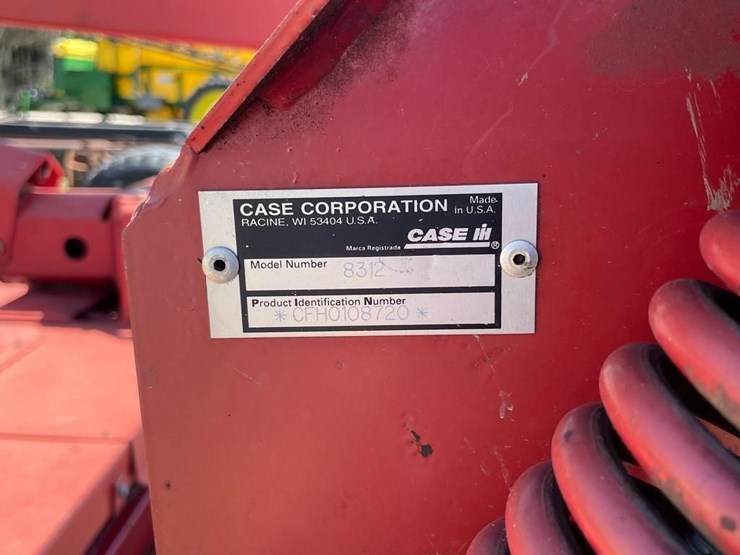 CASE CORPORATION Made
RACINE, WI 53404 U.S.A. in U.S.A.
Marca Registrada CASE IH ®
Model Number 8312
Product Identification Number
* CFH0108720 *